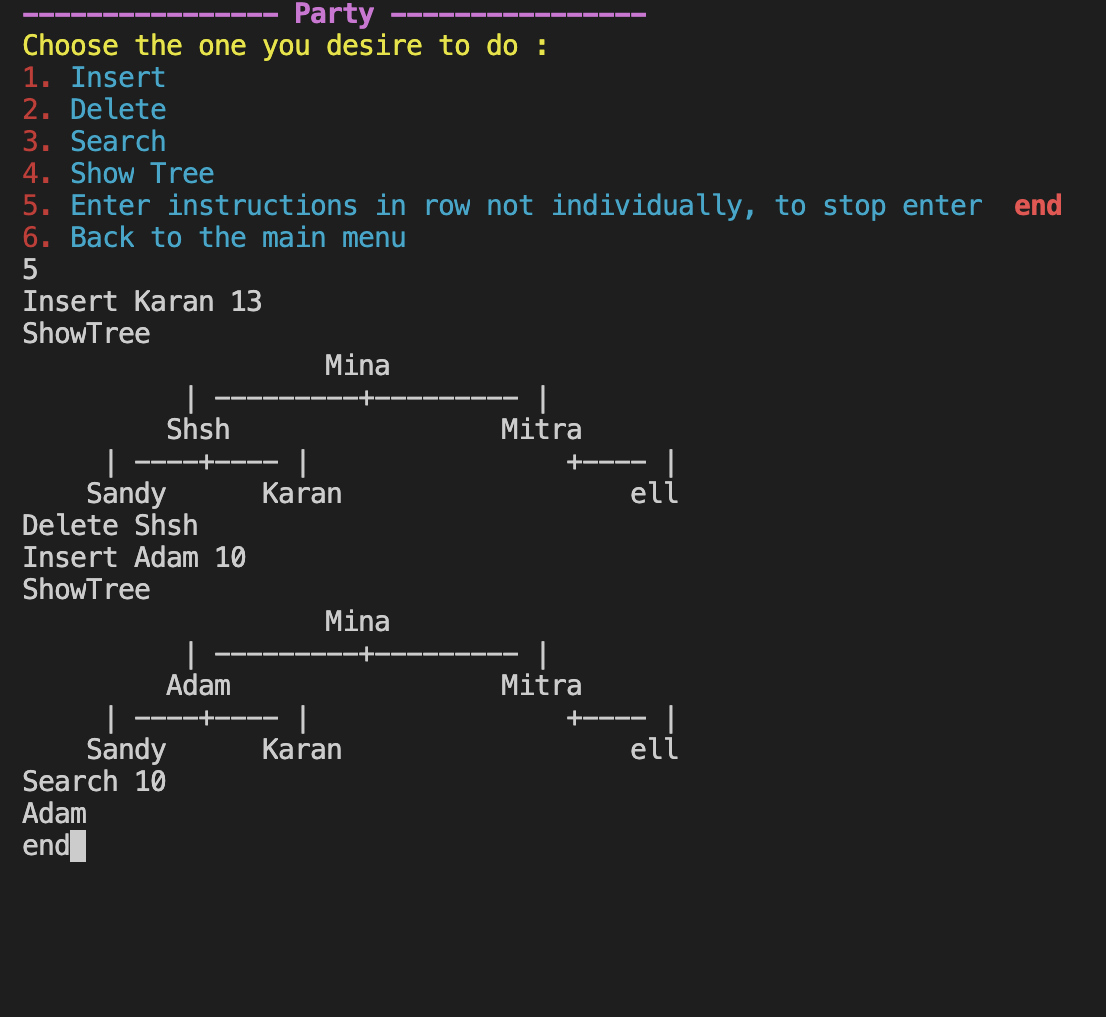 ---------------- Party ----------------
Choose the one you desire to do :
1. Insert
2. Delete
3. Search
4. Show Tree
5. Enter instructions in row not individually, to stop enter  end
6. Back to the main menu
5
Insert Karan 13
ShowTree
                   Mina
          | ---------+--------- |
         Shsh                 Mitra
     | ----+---- |                +---- |
    Sandy      Karan                  ell
Delete Shsh
Insert Adam 10
ShowTree
                   Mina
          | ---------+--------- |
         Adam                 Mitra
     | ----+---- |                +---- |
    Sandy      Karan                  ell
Search 10
Adam
end